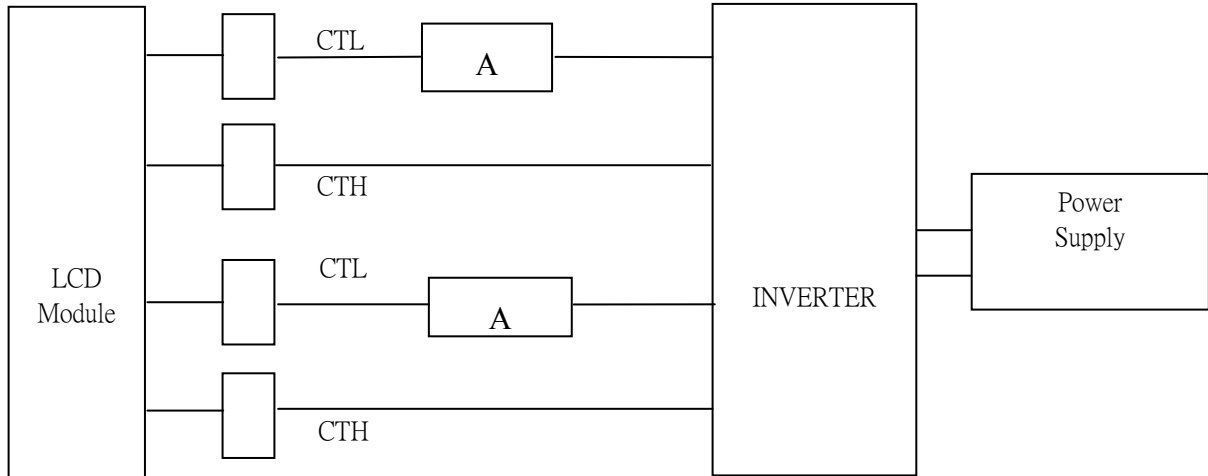 CTL
A
CTH
CTL
A
CTH
LCD
Module
INVERTER
Power
Supply